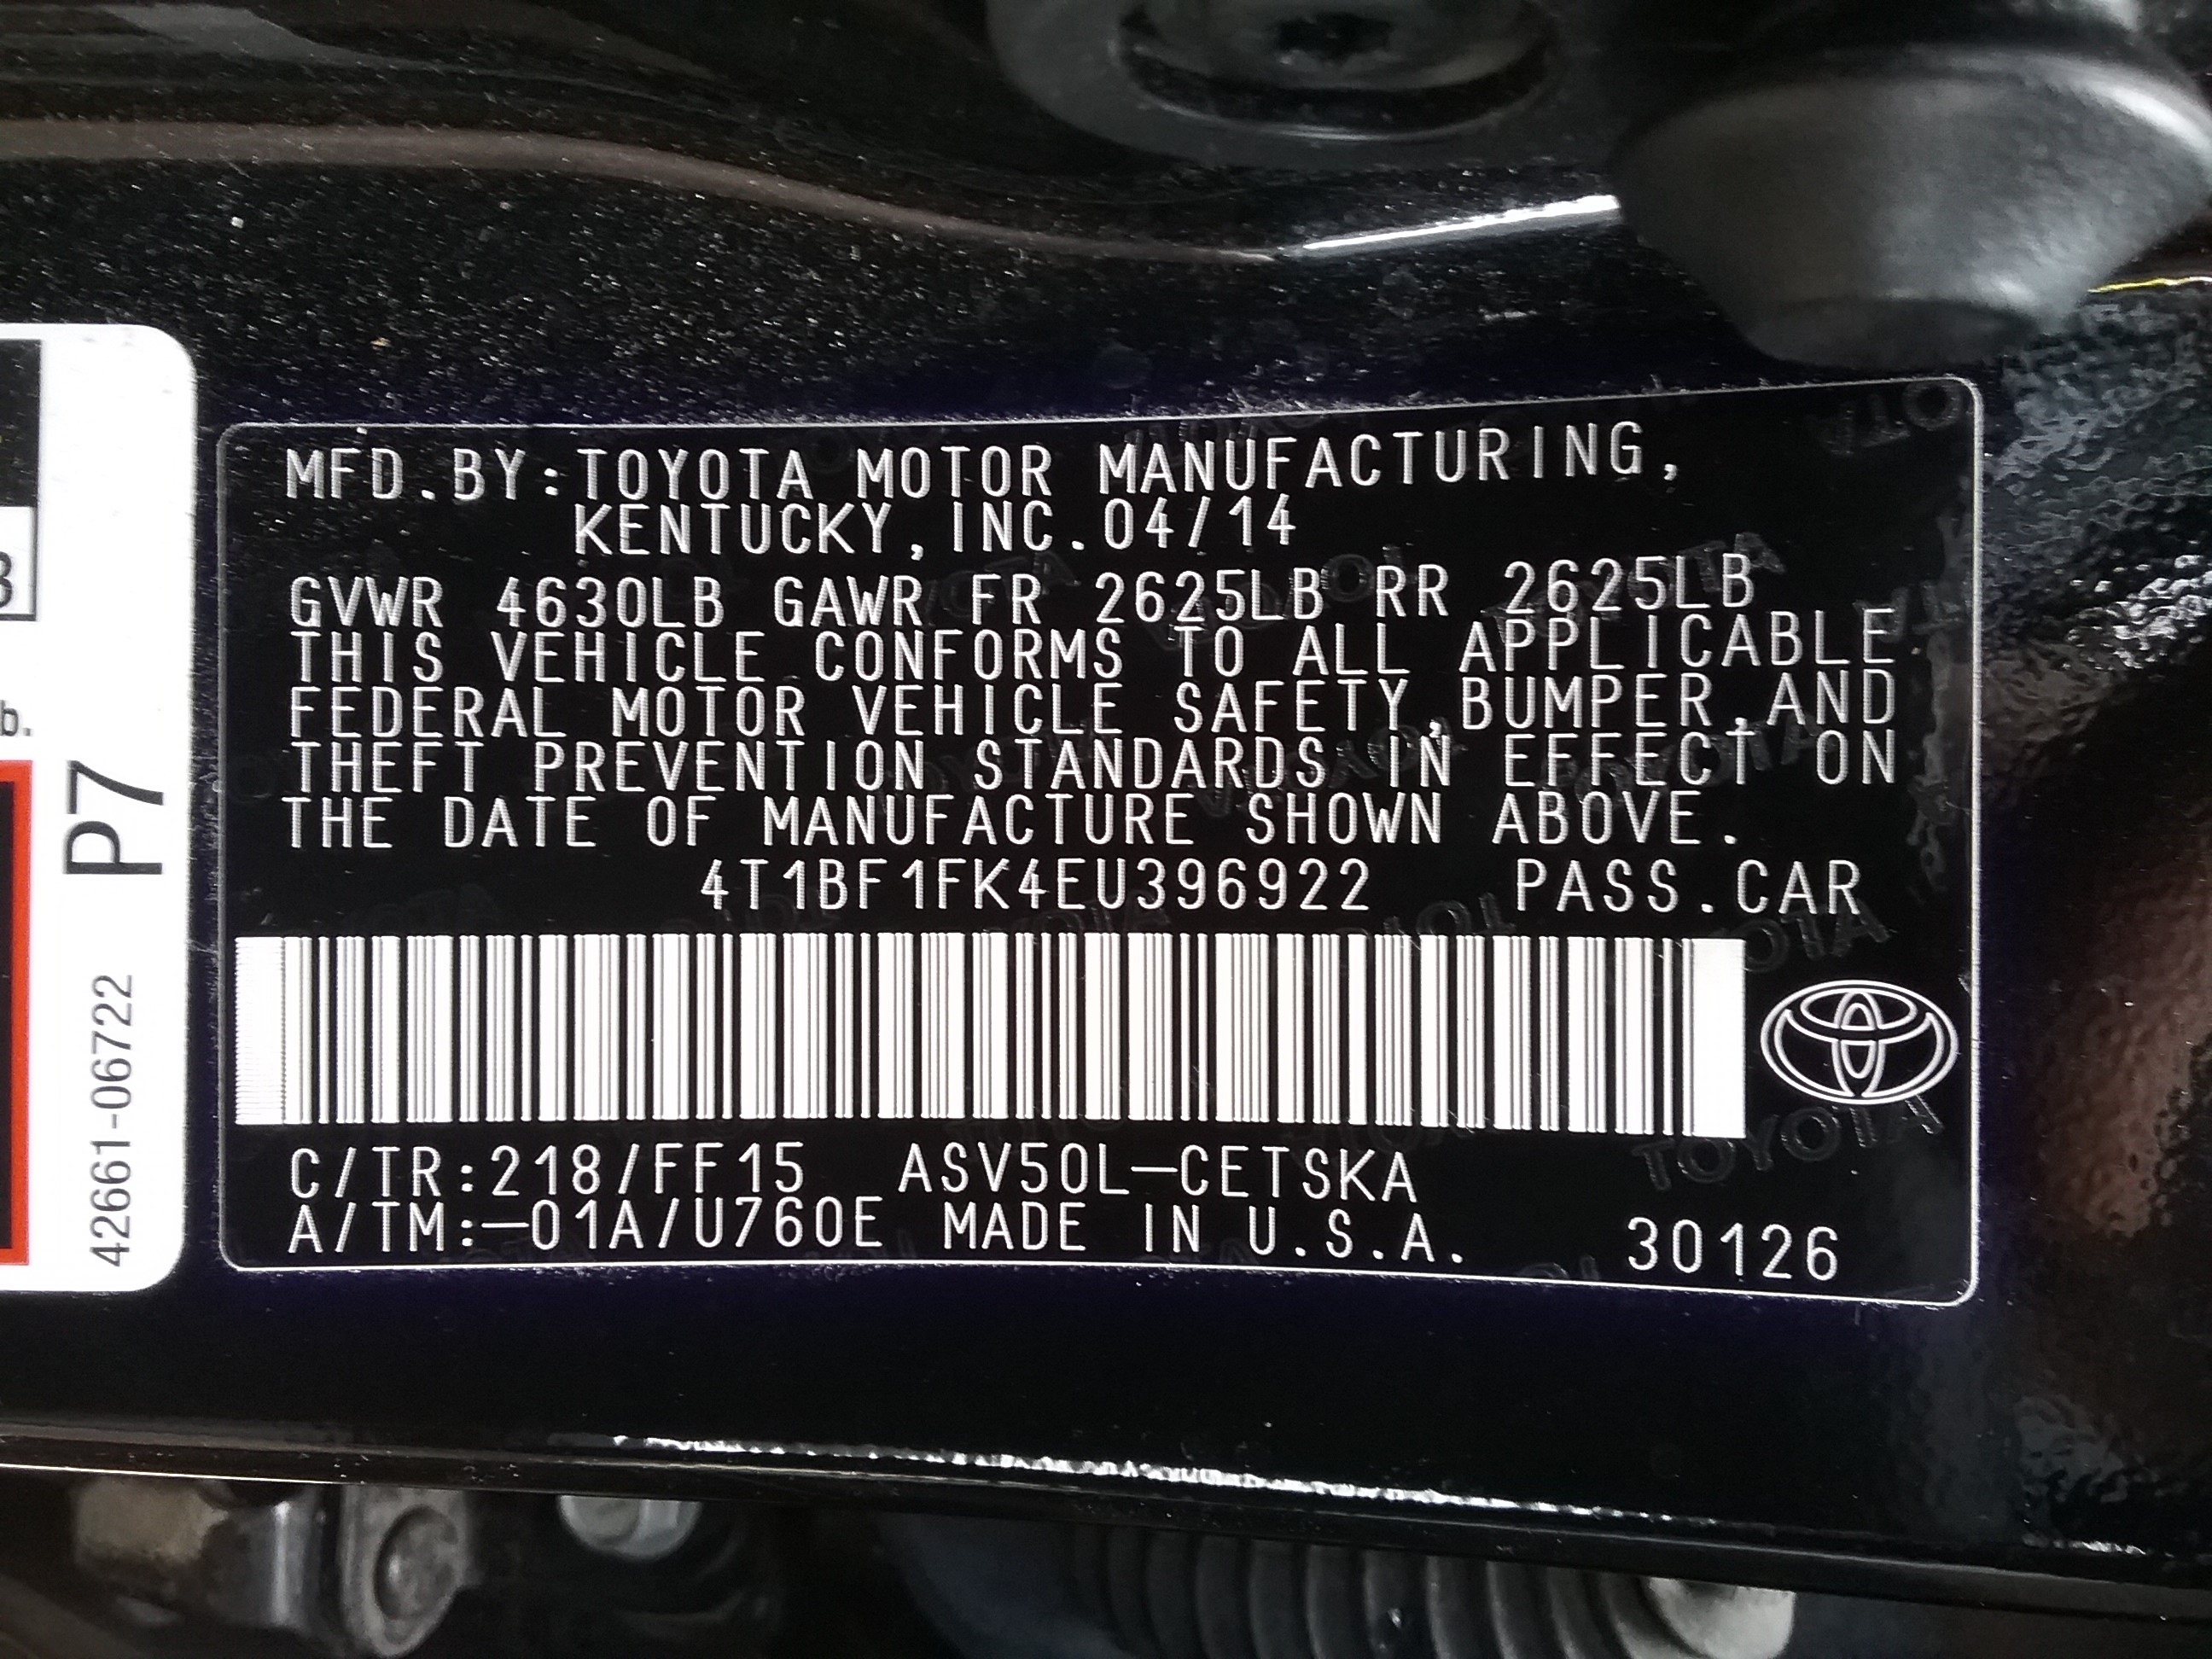 MFD.BY:TOYOTA MOTOR MANUFACTURING,
KENTUCKY,INC.04/14
GVWR 4630LB GAWR FR 2625LB RR 2625LB
THIS VEHICLE CONFORMS TO ALL APPLICABLE
FEDERAL MOTOR VEHICLE SAFETY,BUMPER,AND
THEFT PREVENTION STANDARDS IN EFFECT ON
THE DATE OF MANUFACTURE SHOWN ABOVE.
4T1BF1FK4EU396922 PASS.CAR
C/TR:218/FF15 ASV50L-CETSKA
A/TM:-01A/U760E MADE IN U.S.A. 30126
TOYOTA
P7
42661-06722